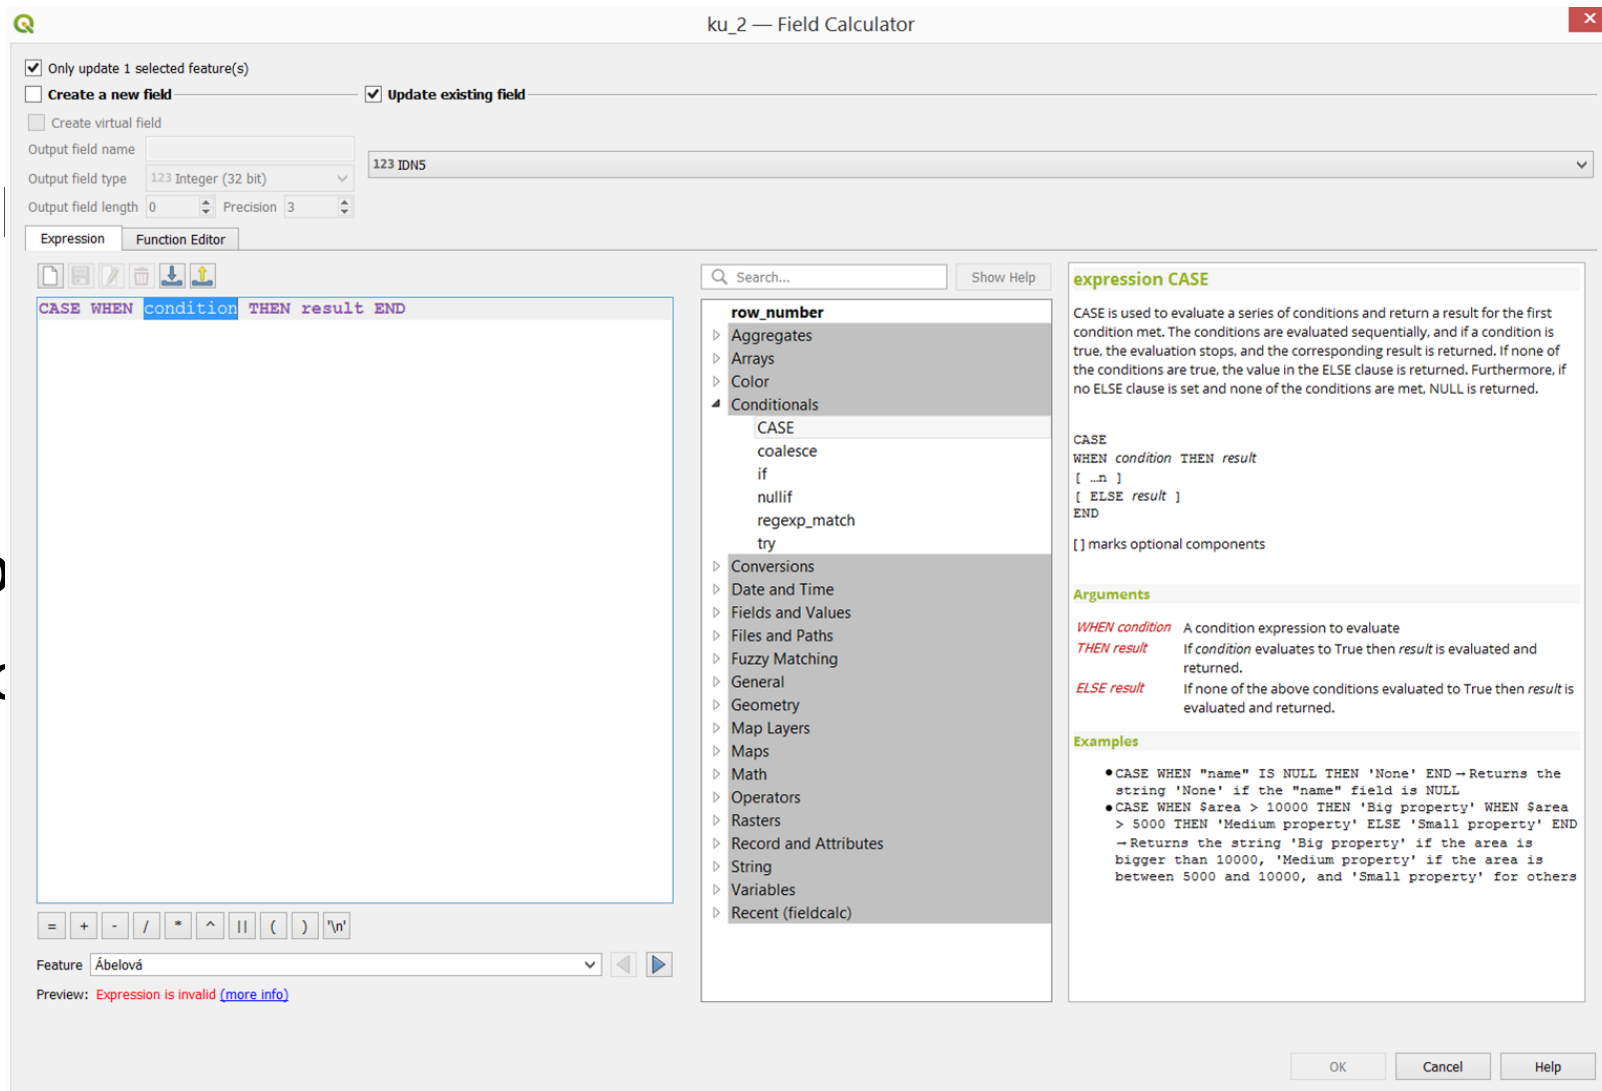 ku_2 — Field Calculator
Only update 1 selected feature(s)
Create a new field
Update existing field
Create virtual field
Output field name
123 IDN5
Output field type 123 Integer (32 bit)
Output field length 0 Precision 3
Expression Function Editor
Search... Show Help
CASE WHEN condition THEN result END
row_number
Aggregates
Arrays
Color
Conditionals
CASE
coalesce
if
nullif
regexp_match
try
Conversions
Date and Time
Fields and Values
Files and Paths
Fuzzy Matching
General
Geometry
Map Layers
Maps
Math
Operators
Rasters
Record and Attributes
String
Variables
Recent (fieldcalc)
expression CASE
CASE is used to evaluate a series of conditions and return a result for the first
condition met. The conditions are evaluated sequentially, and if a condition is
true, the evaluation stops, and the corresponding result is returned. If none of
the conditions are true, the value in the ELSE clause is returned. Furthermore, if
no ELSE clause is set and none of the conditions are met, NULL is returned.
CASE
WHEN condition THEN result
[ …n ]
[ ELSE result ]
END
[ ] marks optional components
Arguments
WHEN condition A condition expression to evaluate
THEN result If condition evaluates to True then result is evaluated and
returned.
ELSE result If none of the above conditions evaluated to True then result is
evaluated and returned.
Examples
● CASE WHEN "name" IS NULL THEN 'None' END → Returns the
string 'None' if the "name" field is NULL
● CASE WHEN $area > 10000 THEN 'Big property' WHEN $area
> 5000 THEN 'Medium property' ELSE 'Small property' END
→ Returns the string 'Big property' if the area is
bigger than 10000, 'Medium property' if the area is
between 5000 and 10000, and 'Small property' for others
= + - / * ^ || ( ) '\n'
Feature Ábelová
Preview: Expression is invalid (more info)
OK Cancel Help